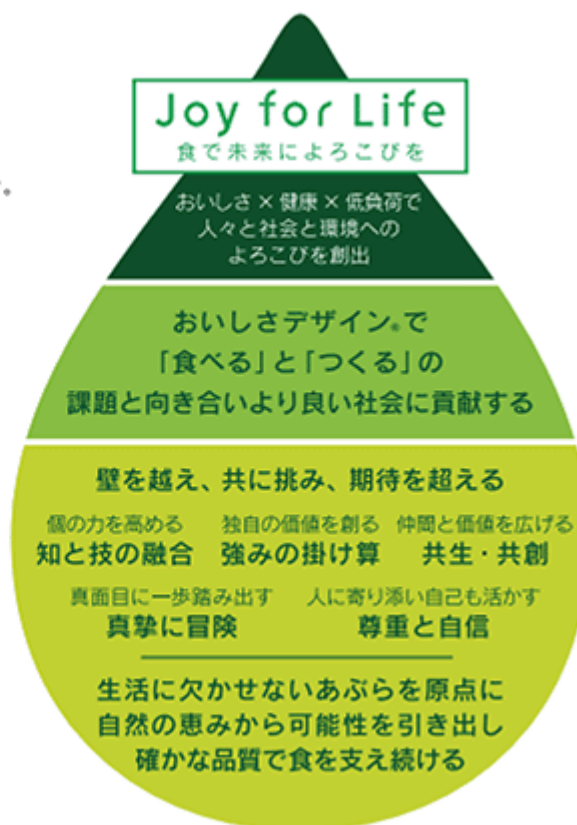 Joy for Life
食で未来によろこびを
。
おいしさ×健康×低負荷で
人々と社会と環境への
よろこびを創出
おいしさデザイン®で
「食べる」と「つくる」の
課題と向き合いより良い社会に貢献する
壁を越え、共に挑み、期待を超える
個の力を高める 独自の価値を創る 仲間と価値を広げる
知と技の融合 強みの掛け算 共生・共創
真面目に一歩踏み出す 人に寄り添い自己も活かす
真摯に冒険 尊重と自信
生活に欠かせないあぶらを原点に
自然の恵みから可能性を引き出し
確かな品質で食を支え続ける